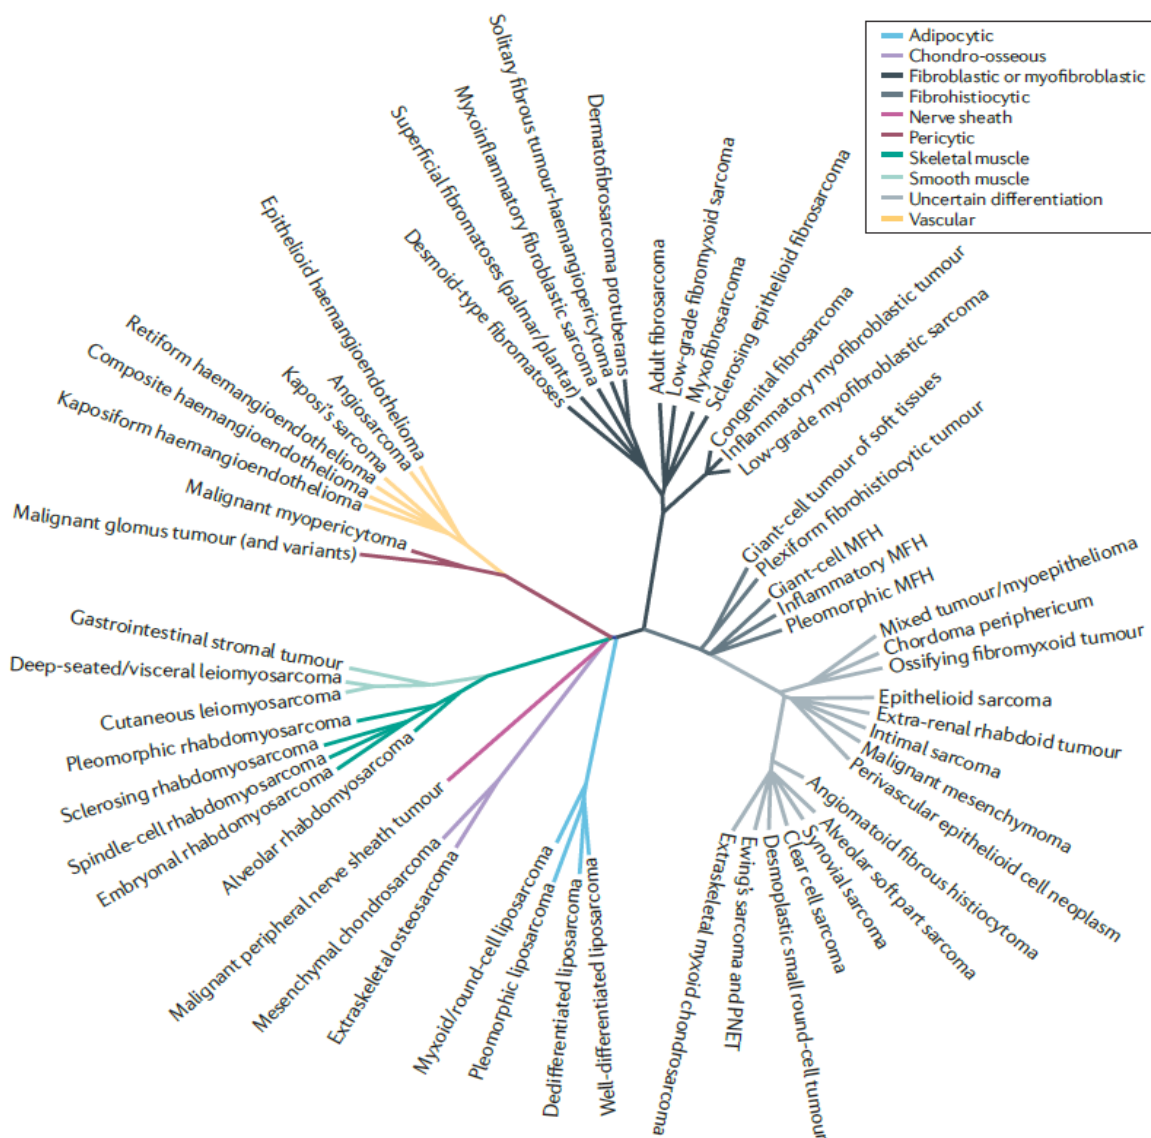 Adipocytic
Chondro-osseous
Fibroblastic or myofibroblastic
Fibrohistiocytic
Nerve sheath
Pericytic
Skeletal muscle
Smooth muscle
Uncertain differentiation
Vascular
Malignant glomus tumour (and variants)
Malignant myopericytoma
Kaposiform haemangioendothelioma
Composite haemangioendothelioma
Retiform haemangioendothelioma
Kaposi's sarcoma
Angiosarcoma
Epithelioid haemangioendothelioma
Desmoid-type fibromatoses
Superficial fibromatoses (palmar/plantar)
Myxoinflammatory fibroblastic sarcoma
Solitary fibrous tumour-haemangiopericytoma
Dermatofibrosarcoma protuberans
Adult fibrosarcoma
Low-grade fibromyxoid sarcoma
Myxofibrosarcoma
Sclerosing epithelioid fibrosarcoma
Congenital fibrosarcoma
Inflammatory myofibroblastic tumour
Low-grade myofibroblastic sarcoma
Giant-cell tumour of soft tissues
Plexiform fibrohistiocytic tumour
Giant-cell MFH
Inflammatory MFH
Pleomorphic MFH
Mixed tumour/myoepithelioma
Chordoma periphericum
Ossifying fibromyxoid tumour
Epithelioid sarcoma
Extra-renal rhabdoid tumour
Intimal sarcoma
Malignant mesenchymoma
Perivascular epithelioid cell neoplasm
Angiomatoid fibrous histiocytoma
Alveolar soft part sarcoma
Synovial sarcoma
Clear cell sarcoma
Desmoplastic small round-cell tumour
Ewing's sarcoma and PNET
Extraskeletal myxoid chondrosarcoma
Well-differentiated liposarcoma
Dedifferentiated liposarcoma
Pleomorphic liposarcoma
Myxoid/round-cell liposarcoma
Extraskeletal osteosarcoma
Mesenchymal chondrosarcoma
Malignant peripheral nerve sheath tumour
Alveolar rhabdomyosarcoma
Embryonal rhabdomyosarcoma
Spindle-cell rhabdomyosarcoma
Sclerosing rhabdomyosarcoma
Pleomorphic rhabdomyosarcoma
Cutaneous leiomyosarcoma
Deep-seated/visceral leiomyosarcoma
Gastrointestinal stromal tumour